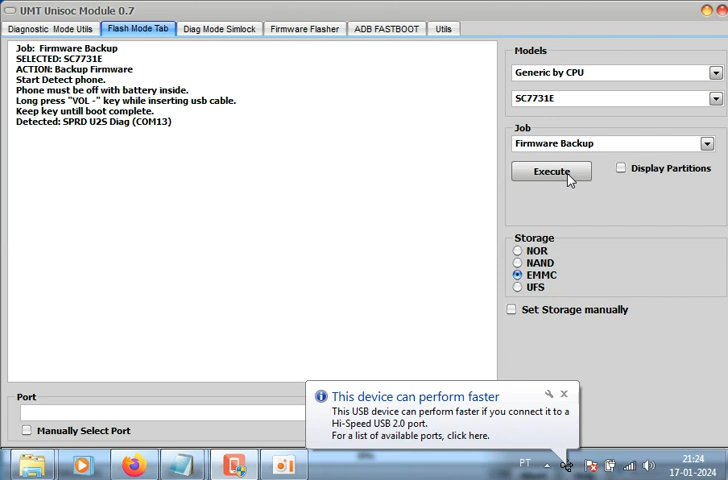 UMT Unisoc Module 0.7
Diagnostic Mode Utils
Flash Mode Tab
Diag Mode Simlock
Firmware Flasher
ADB FASTBOOT
Utils
Job: Firmware Backup
SELECTED: SC7731E
ACTION: Backup Firmware
Start Detect phone.
Phone must be off with battery inside.
Long press "VOL -" key while inserting usb cable.
Keep key untill boot complete.
Detected: SPRD U2S Diag (COM13)
Models
Generic by CPU
SC7731E
Job
Firmware Backup
Execute
Display Partitions
Storage
NOR
NAND
EMMC
UFS
Set Storage manually
Port
Manually Select Port
This device can perform faster
This USB device can perform faster if you connect it to a
Hi-Speed USB 2.0 port.
For a list of available ports, click here.
PT
21:24
17-01-2024